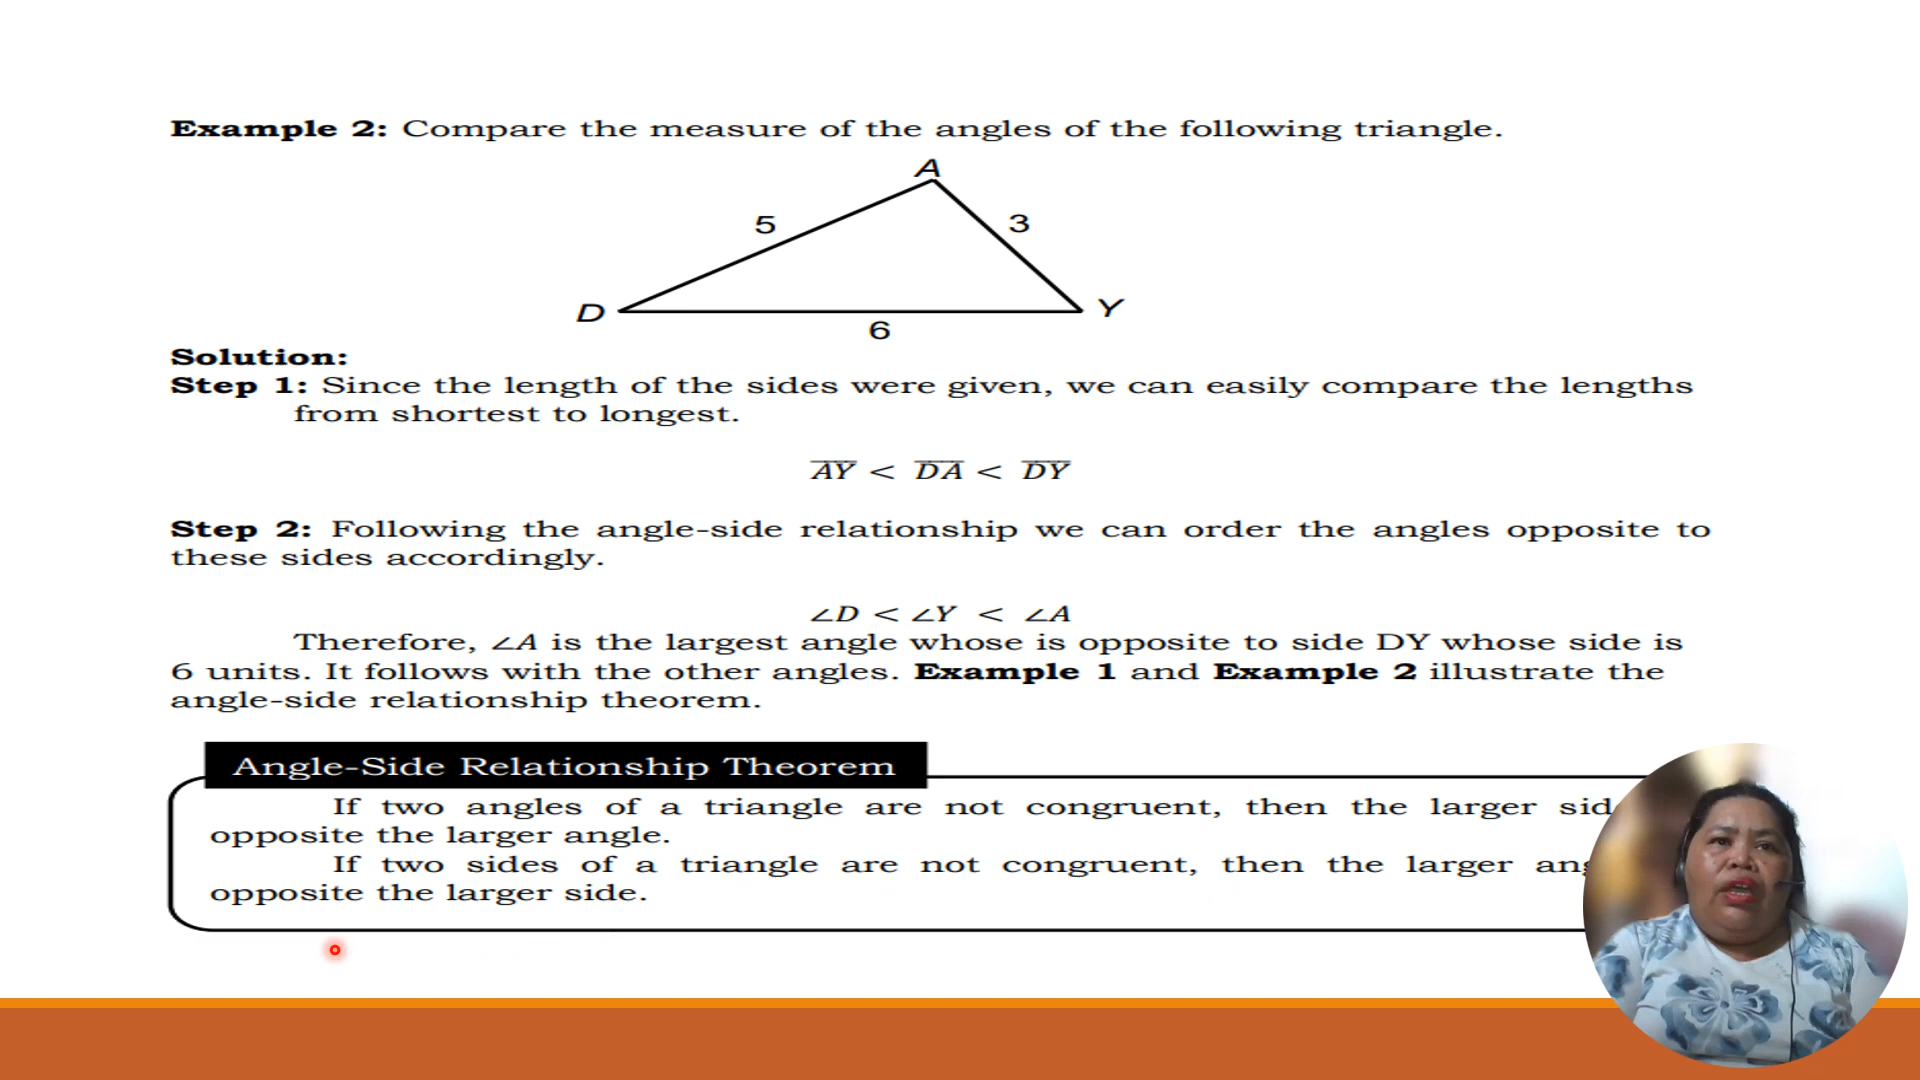 Example 2: Compare the measure of the angles of the following triangle.
A
5
3
D
Y
6
Solution:
Step 1: Since the length of the sides were given, we can easily compare the lengths
from shortest to longest.
A̅Y̅ < D̅A̅ < D̅Y̅
Step 2: Following the angle-side relationship we can order the angles opposite to
these sides accordingly.
∠D < ∠Y < ∠A
Therefore, ∠A is the largest angle whose is opposite to side DY whose side is
6 units. It follows with the other angles. Example 1 and Example 2 illustrate the
angle-side relationship theorem.
Angle-Side Relationship Theorem
If two angles of a triangle are not congruent, then the larger
opposite the larger angle.
If two sides of a triangle are not congruent, then the larger
opposite the larger side.